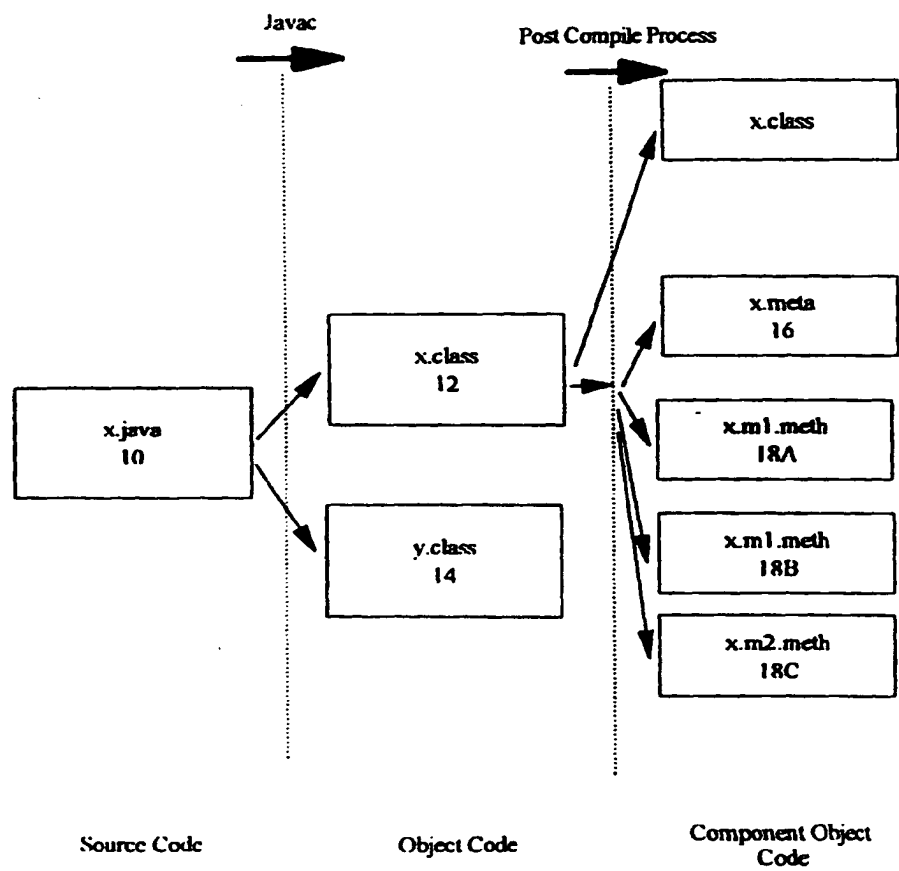 Javac
Post Compile Process
x.class
x.meta
16
x.class
12
x.java
10
x.m1.meth
18A
y.class
14
x.m1.meth
18B
x.m2.meth
18C
Source Code
Object Code
Component Object
Code